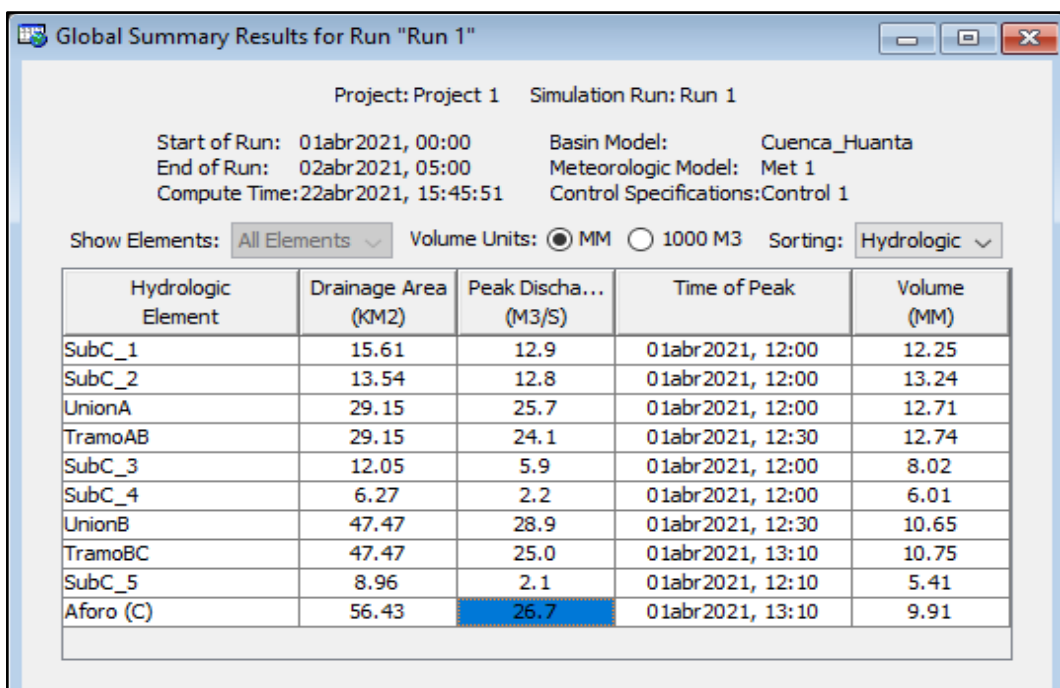 Global Summary Results for Run "Run 1"
Project: Project 1 Simulation Run: Run 1
Start of Run: 01abr2021, 00:00 Basin Model: Cuenca_Huanta
End of Run: 02abr2021, 05:00 Meteorologic Model: Met 1
Compute Time:22abr2021, 15:45:51 Control Specifications:Control 1
Show Elements: All Elements Volume Units: MM 1000 M3 Sorting: Hydrologic
Hydrologic Drainage Area Peak Discha... Time of Peak Volume
Element (KM2) (M3/S) (MM)
SubC_1 15.61 12.9 01abr2021, 12:00 12.25
SubC_2 13.54 12.8 01abr2021, 12:00 13.24
UnionA 29.15 25.7 01abr2021, 12:00 12.71
TramoAB 29.15 24.1 01abr2021, 12:30 12.74
SubC_3 12.05 5.9 01abr2021, 12:00 8.02
SubC_4 6.27 2.2 01abr2021, 12:00 6.01
UnionB 47.47 28.9 01abr2021, 12:30 10.65
TramoBC 47.47 25.0 01abr2021, 13:10 10.75
SubC_5 8.96 2.1 01abr2021, 12:10 5.41
Aforo (C) 56.43 26.7 01abr2021, 13:10 9.91